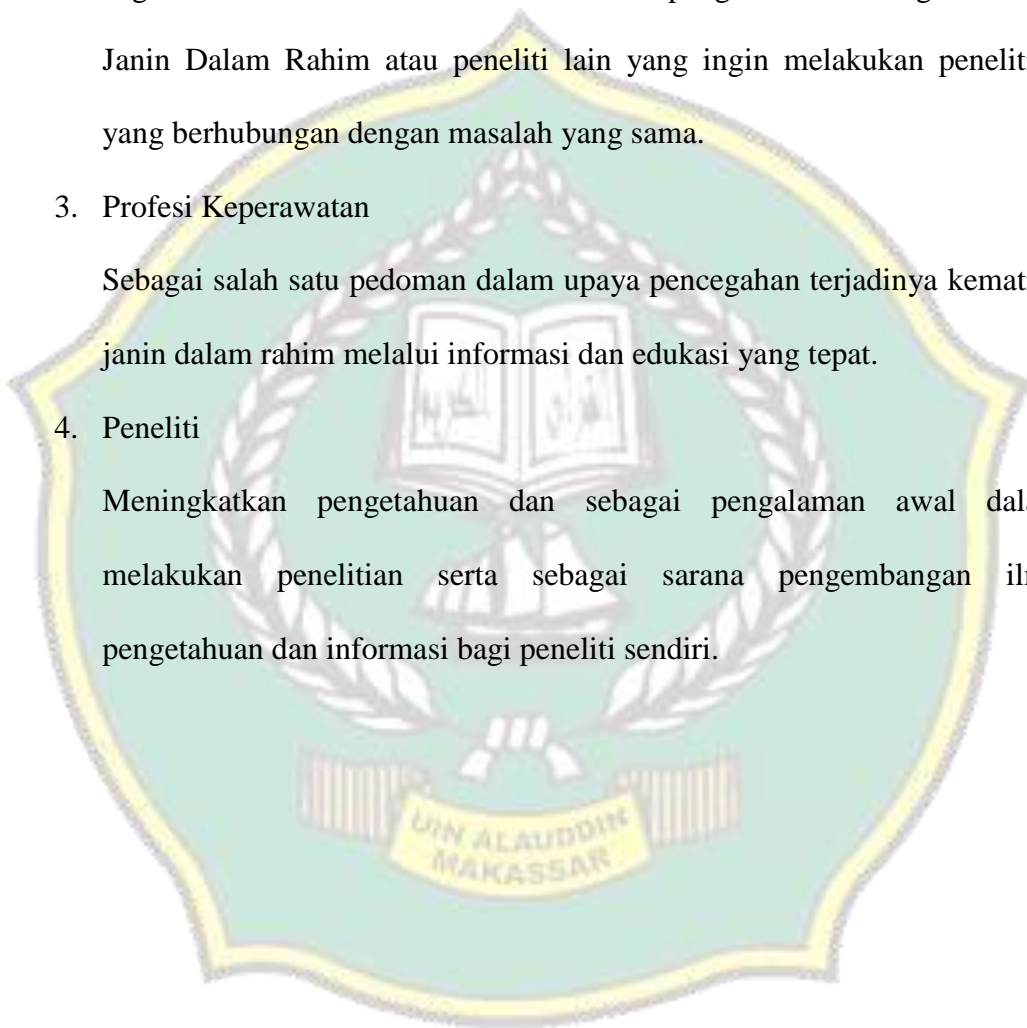 Janin Dalam Rahim atau peneliti lain yang ingin melakukan peneliti
yang berhubungan dengan masalah yang sama.
3. Profesi Keperawatan
Sebagai salah satu pedoman dalam upaya pencegahan terjadinya kemati
janin dalam rahim melalui informasi dan edukasi yang tepat.
4. Peneliti
Meningkatkan pengetahuan dan sebagai pengalaman awal dala
melakukan penelitian serta sebagai sarana pengembangan il
pengetahuan dan informasi bagi peneliti sendiri.
UIN ALAUDDIN
MAKASSAR